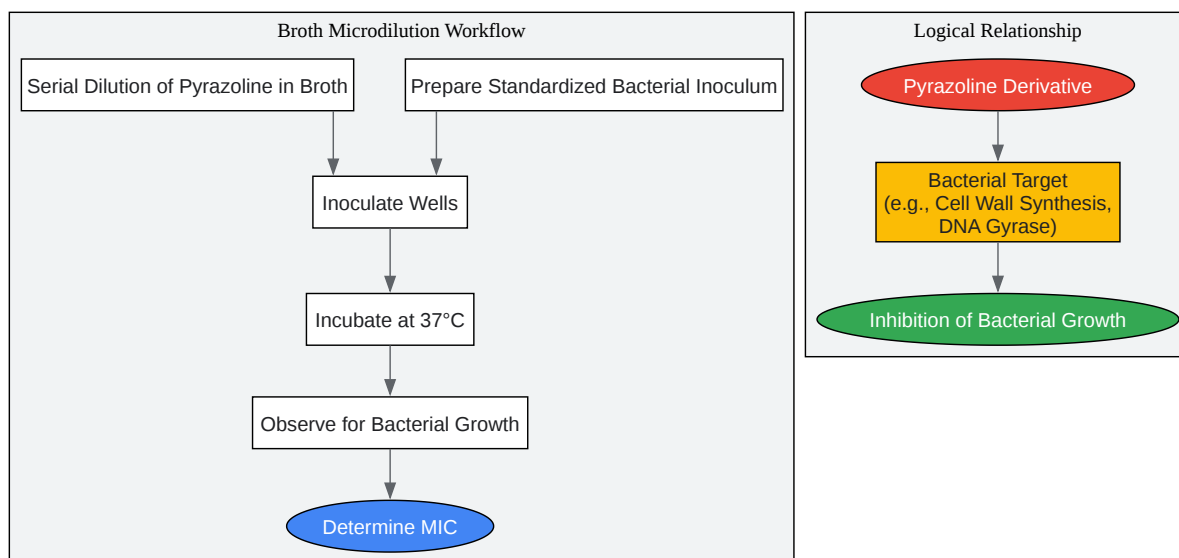 Broth Microdilution Workflow
Serial Dilution of Pyrazoline in Broth
Prepare Standardized Bacterial Inoculum
Inoculate Wells
Incubate at 37°C
Observe for Bacterial Growth
Determine MIC
Logical Relationship
Pyrazoline Derivative
Bacterial Target
(e.g., Cell Wall Synthesis,
DNA Gyrase)
Inhibition of Bacterial Growth